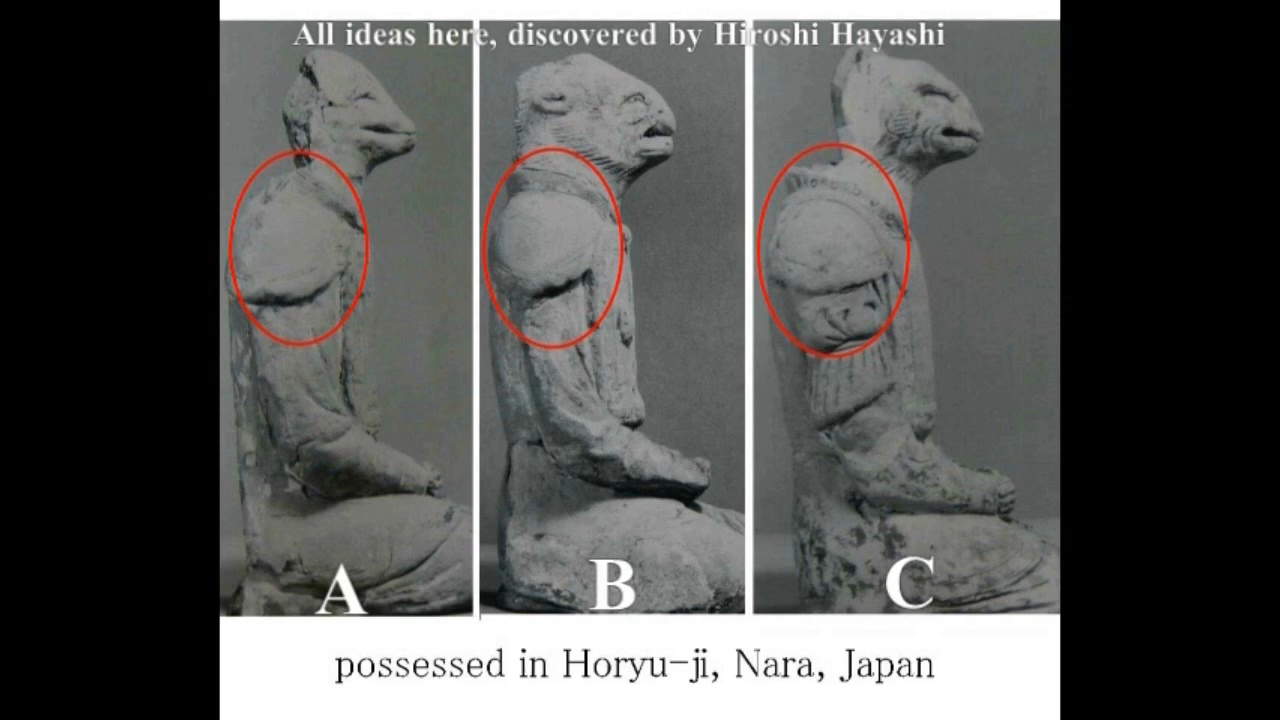 All ideas here, discovered by Hiroshi Hayashi
A B C
possessed in Horyu-ji, Nara, Japan